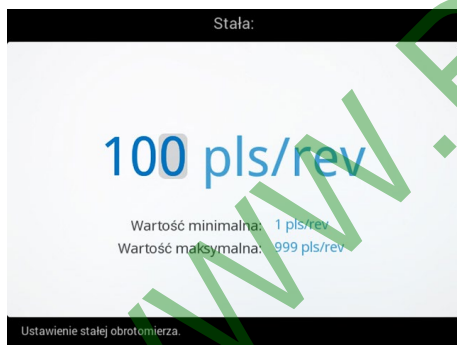 Stała:
100 pls/rev
Wartość minimalna: 1 pls/rev
Wartość maksymalna: 999 pls/rev
Ustawienie stałej obrotomierza.